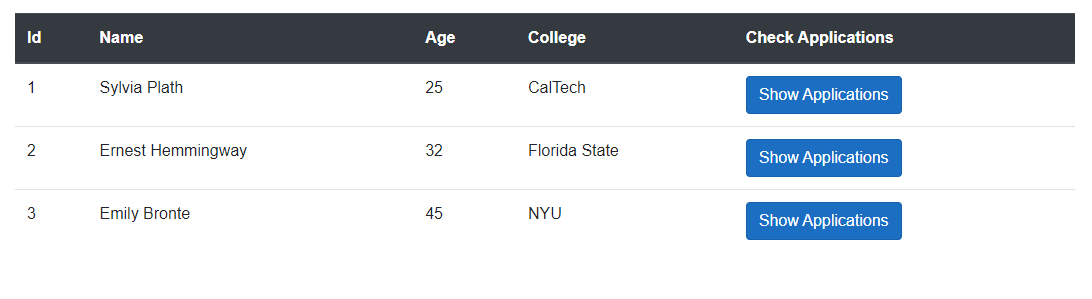 Id Name Age College Check Applications
1 Sylvia Plath 25 CalTech Show Applications
2 Ernest Hemmingway 32 Florida State Show Applications
3 Emily Bronte 45 NYU Show Applications